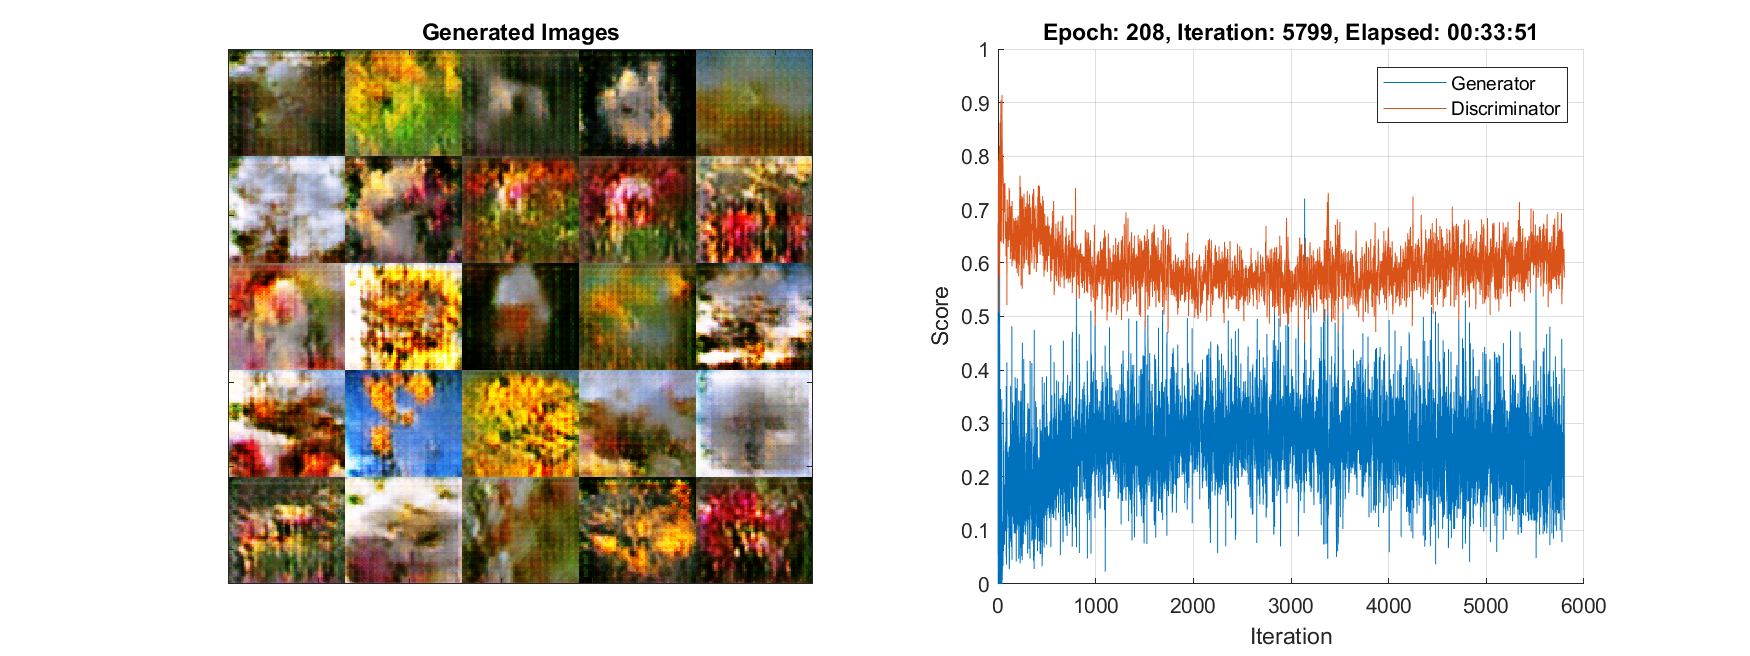 Generated Images
Epoch: 208, Iteration: 5799, Elapsed: 00:33:51
Generator
Discriminator
1
0.9
0.8
0.7
0.6
0.5
0.4
0.3
0.2
0.1
0
Score
0 1000 2000 3000 4000 5000 6000
Iteration